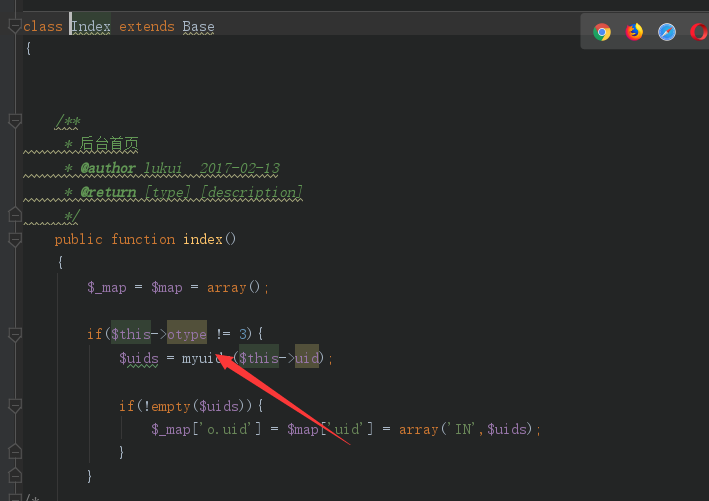 class Index extends Base
{
/**
* 后台首页
* @author lukui 2017-02-13
* @return [type] [description]
*/
public function index()
{
$_map = $map = array();
if($this->otype != 3){
$uids = ($this->uid);
if(!empty($uids)){
$_map['o.uid'] = $map['uid'] = array('IN',$uids);
}
}
/*